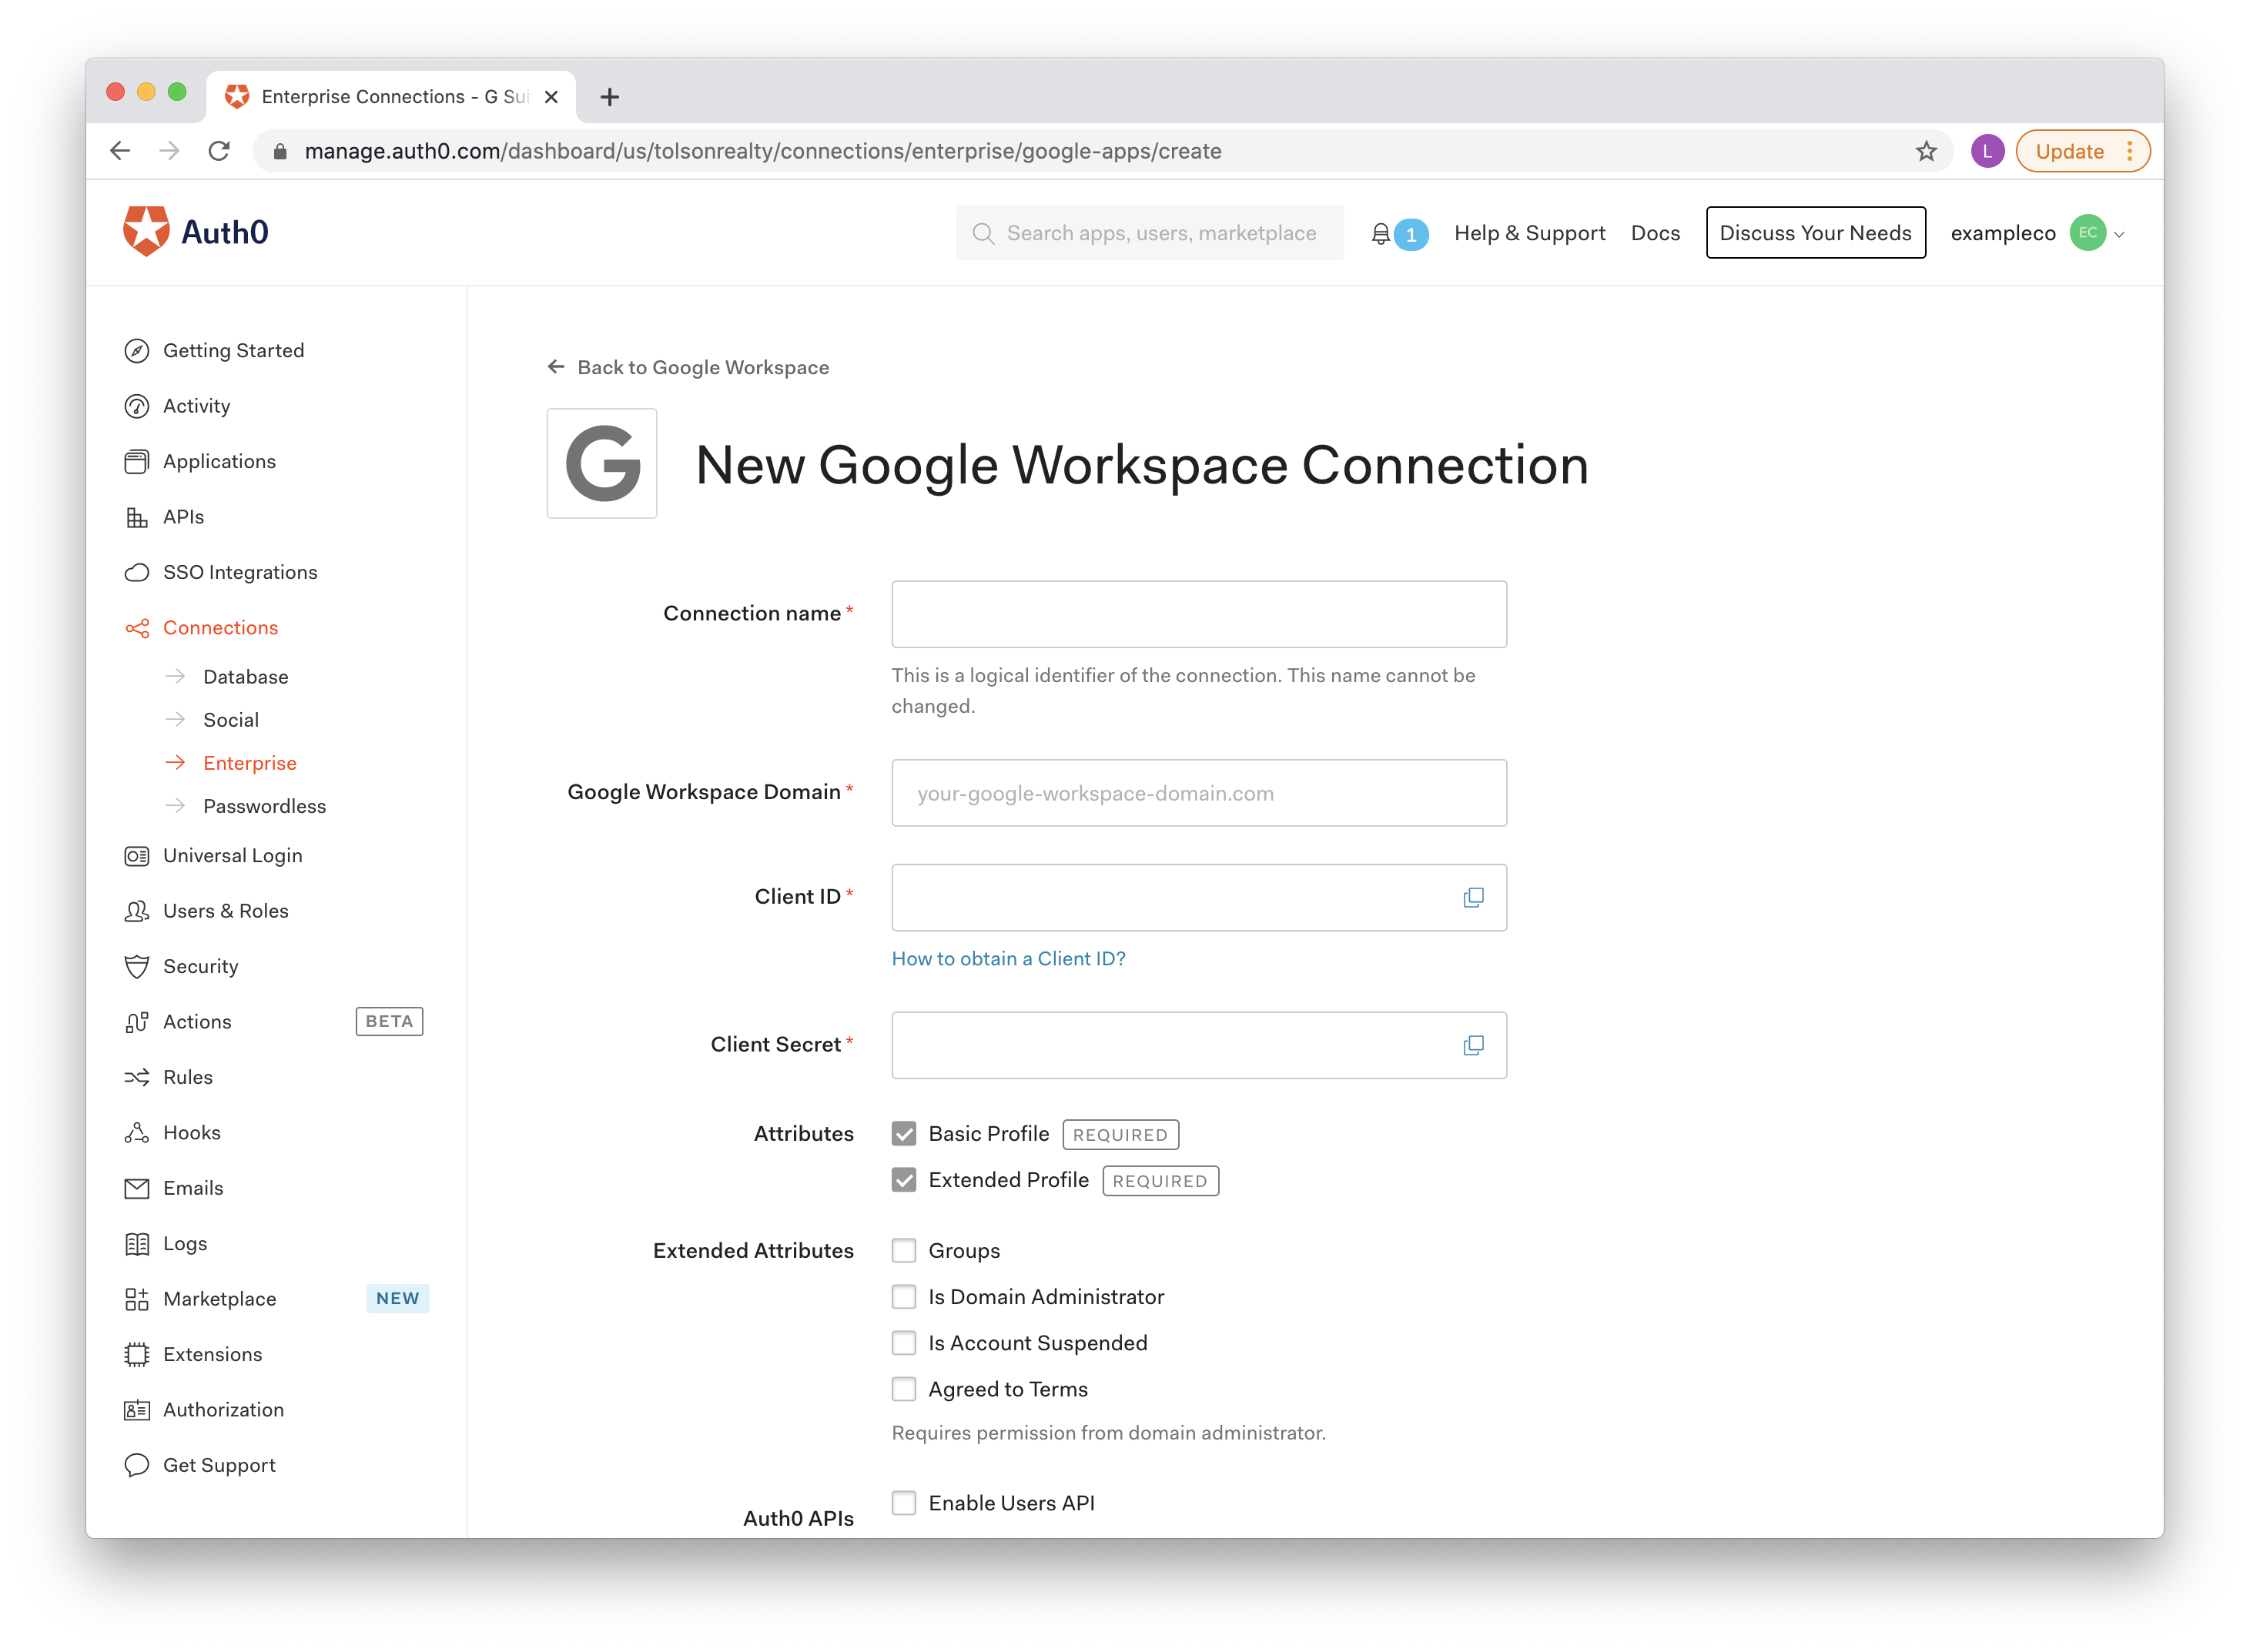 Enterprise Connections - G Sui
manage.auth0.com/dashboard/us/tolsonrealty/connections/enterprise/google-apps/create
L
Update
Auth0
Search apps, users, marketplace
1
Help & Support
Docs
Discuss Your Needs
exampleco
EC
Getting Started
Activity
Applications
APIs
SSO Integrations
Connections
Database
Social
Enterprise
Passwordless
Universal Login
Users & Roles
Security
Actions
BETA
Rules
Hooks
Emails
Logs
Marketplace
NEW
Extensions
Authorization
Get Support
Back to Google Workspace
G
New Google Workspace Connection
Connection name *
This is a logical identifier of the connection. This name cannot be
changed.
Google Workspace Domain *
your-google-workspace-domain.com
Client ID *
How to obtain a Client ID?
Client Secret *
Attributes
Basic Profile
REQUIRED
Extended Profile
REQUIRED
Extended Attributes
Groups
Is Domain Administrator
Is Account Suspended
Agreed to Terms
Requires permission from domain administrator.
Auth0 APIs
Enable Users API